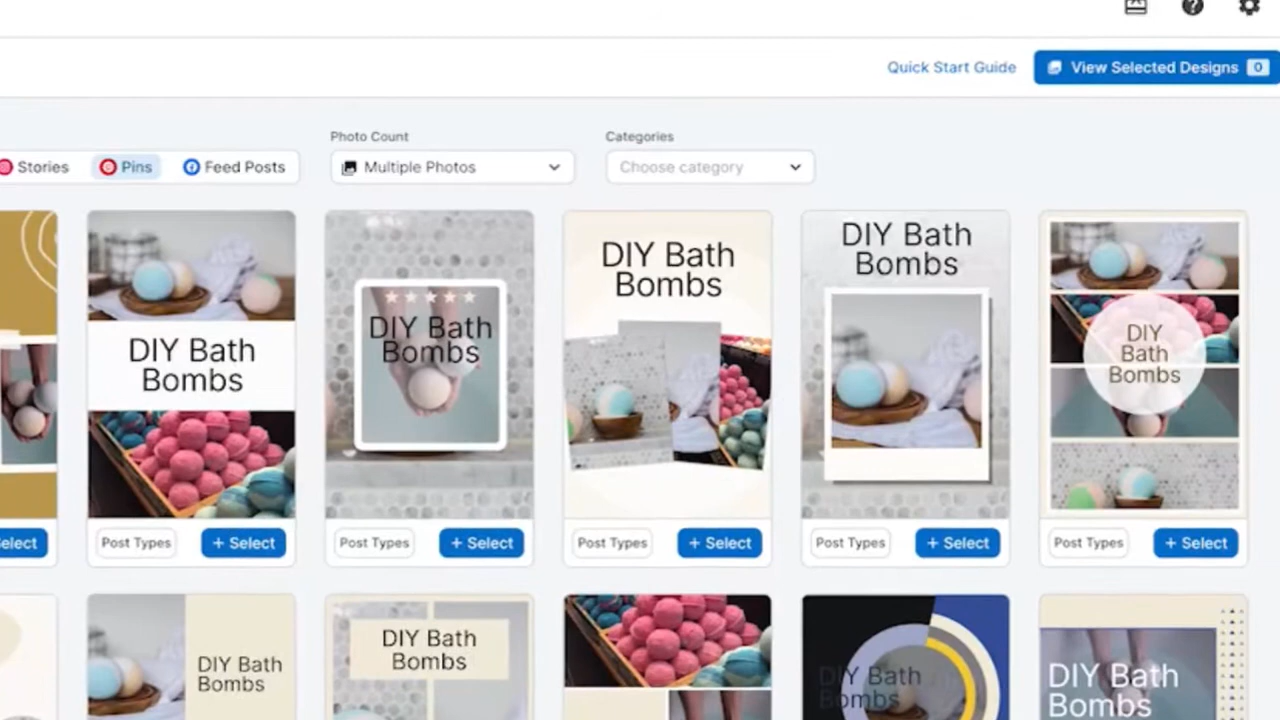 Quick Start Guide
View Selected Designs 0
Photo Count
Categories
Stories
Pins
Feed Posts
Multiple Photos
Choose category
DIY Bath
Bombs
DIY Bath
Bombs
DIY Bath
Bombs
DIY Bath
Bombs
DIY
Bath
Bombs
elect
Post Types
+ Select
Post Types
+ Select
Post Types
+ Select
Post Types
+ Select
Post Types
+ Select
DIY Bath
Bombs
DIY Bath
Bombs
DIY Bath
Bombs
DIY Bath
Bombs